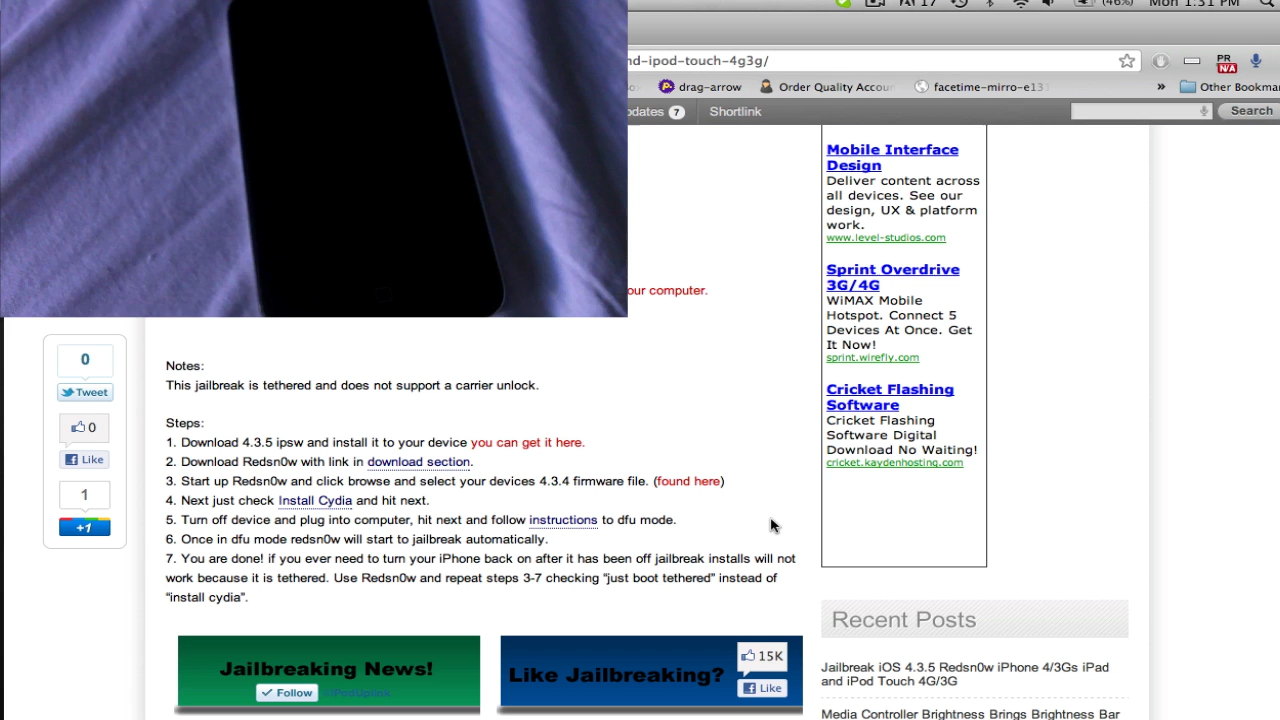 17 (46%) Mon 1:31 PM
nd-ipod-touch-4g3g/
PR
N/A
drag-arrow Order Quality Accou facetime-mirro-e13 » Other Bookmar
dates 7 Shortlink Search
Mobile Interface
Design
Deliver content across
all devices. See our
design, UX & platform
work.
www.level-studios.com
Sprint Overdrive
3G/4G
WiMAX Mobile
Hotspot. Connect 5
Devices At Once. Get
It Now!
sprint.wirefly.com
Cricket Flashing
Software
Cricket Flashing
Software Digital
Download No Waiting!
cricket.kaydenhosting.com
our computer.
0
Tweet
0
Like
1
+1
Notes:
This jailbreak is tethered and does not support a carrier unlock.
Steps:
1. Download 4.3.5 ipsw and install it to your device you can get it here.
2. Download Redsn0w with link in download section.
3. Start up Redsn0w and click browse and select your devices 4.3.4 firmware file. (found here)
4. Next just check Install Cydia and hit next.
5. Turn off device and plug into computer, hit next and follow instructions to dfu mode.
6. Once in dfu mode redsn0w will start to jailbreak automatically.
7. You are done! if you ever need to turn your iPhone back on after it has been off jailbreak installs will not
work because it is tethered. Use Redsn0w and repeat steps 3-7 checking “just boot tethered” instead of
“install cydia”.
Jailbreaking News!
Follow @iPodUplink
Like Jailbreaking?
15K
Like
Recent Posts
Jailbreak iOS 4.3.5 Redsn0w iPhone 4/3Gs iPad
and iPod Touch 4G/3G
Media Controller Brightness Brings Brightness Bar